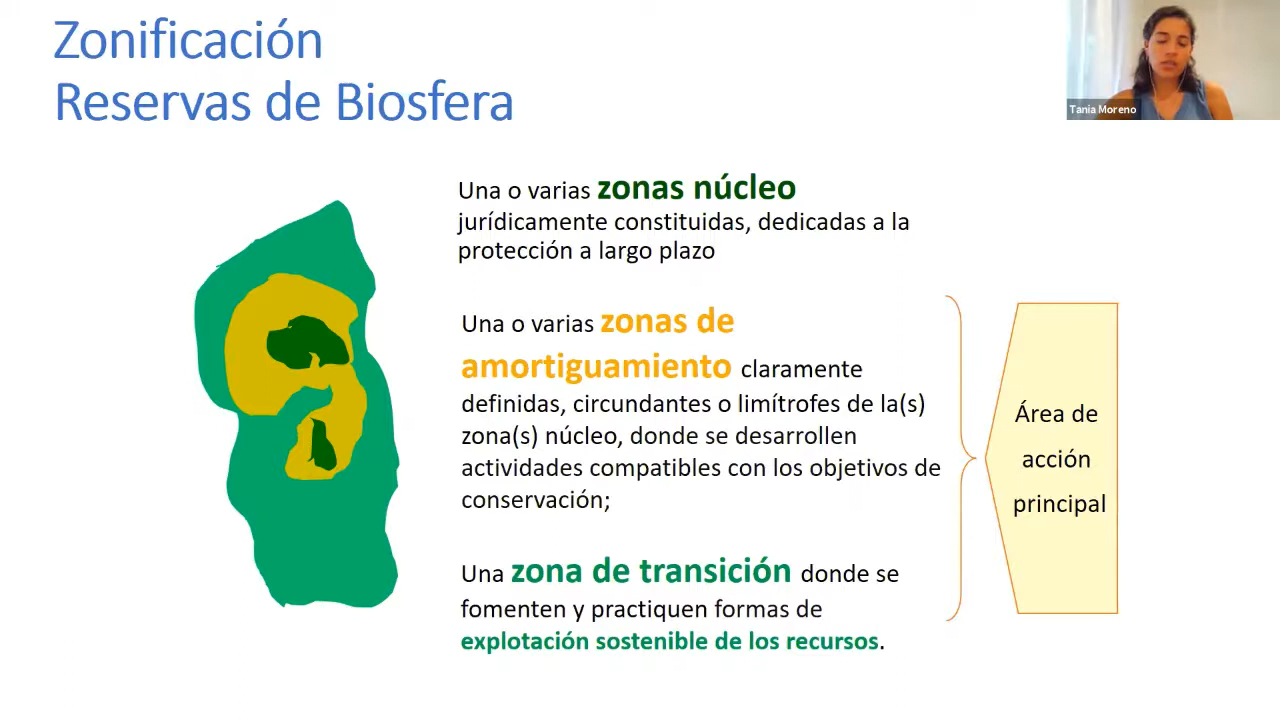 Zonificación
Reservas de Biosfera
Tania Moreno
Una o varias zonas núcleo
jurídicamente constituidas, dedicadas a la
protección a largo plazo
Una o varias zonas de
amortiguamiento claramente
definidas, circundantes o limítrofes de la(s)
zona(s) núcleo, donde se desarrollen
actividades compatibles con los objetivos de
conservación;
Área de
acción
principal
Una zona de transición donde se
fomenten y practiquen formas de
explotación sostenible de los recursos.